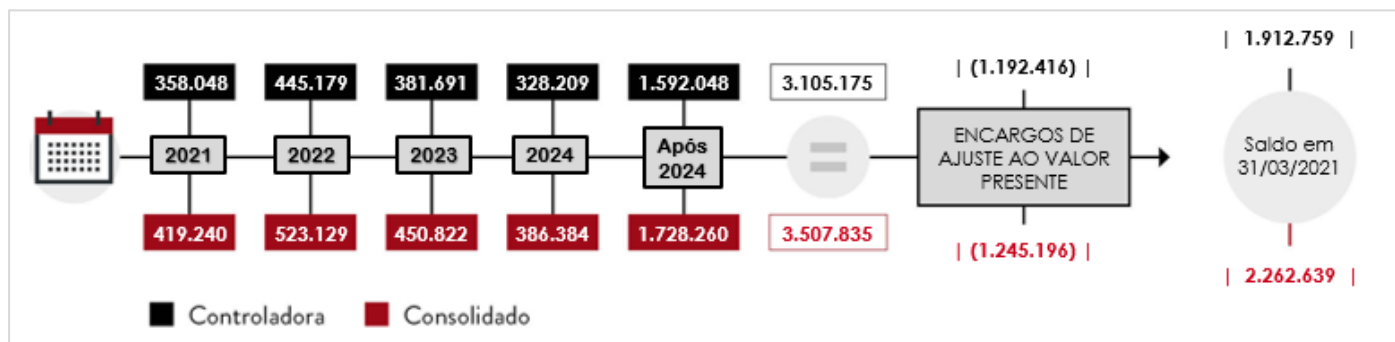 | 1.912.759 |
358.048 445.179 381.691 328.209 1.592.048 3.105.175 | (1.192.416) |
2021 2022 2023 2024 Após 2024 = ENCARGOS DE AJUSTE AO VALOR PRESENTE Saldo em 31/03/2021
419.240 523.129 450.822 386.384 1.728.260 3.507.835 | (1.245.196) |
| 2.262.639 |
Controladora Consolidado